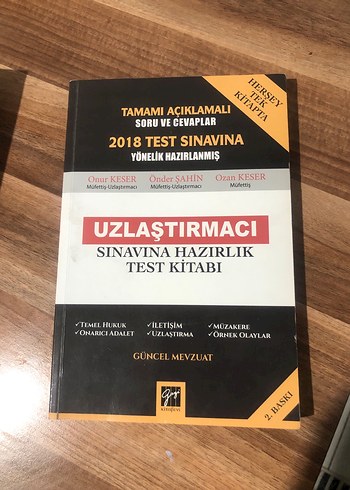 HERŞEY
TEK
KİTAPTA
TAMAMI AÇIKLAMALI
SORU VE CEVAPLAR
2018 TEST SINAVINA
YÖNELİK HAZIRLANMIŞ
Onur KESER Önder ŞAHİN Ozan KESER
Müfettiş-Uzlaştırmacı Müfettiş-Uzlaştırmacı Müfettiş
UZLAŞTIRMACI
SINAVINA HAZIRLIK
TEST KİTABI
✓TEMEL HUKUK ✓İLETİŞİM ✓MÜZAKERE
✓ONARICI ADALET ✓UZLAŞTIRMA ✓ÖRNEK OLAYLAR
GÜNCEL MEVZUAT
2. BASKI
KİTABEVİ